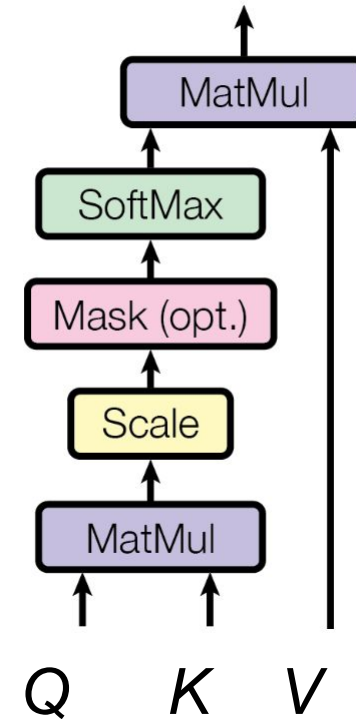 MatMul
SoftMax
Mask (opt.)
Scale
MatMul
Q K V